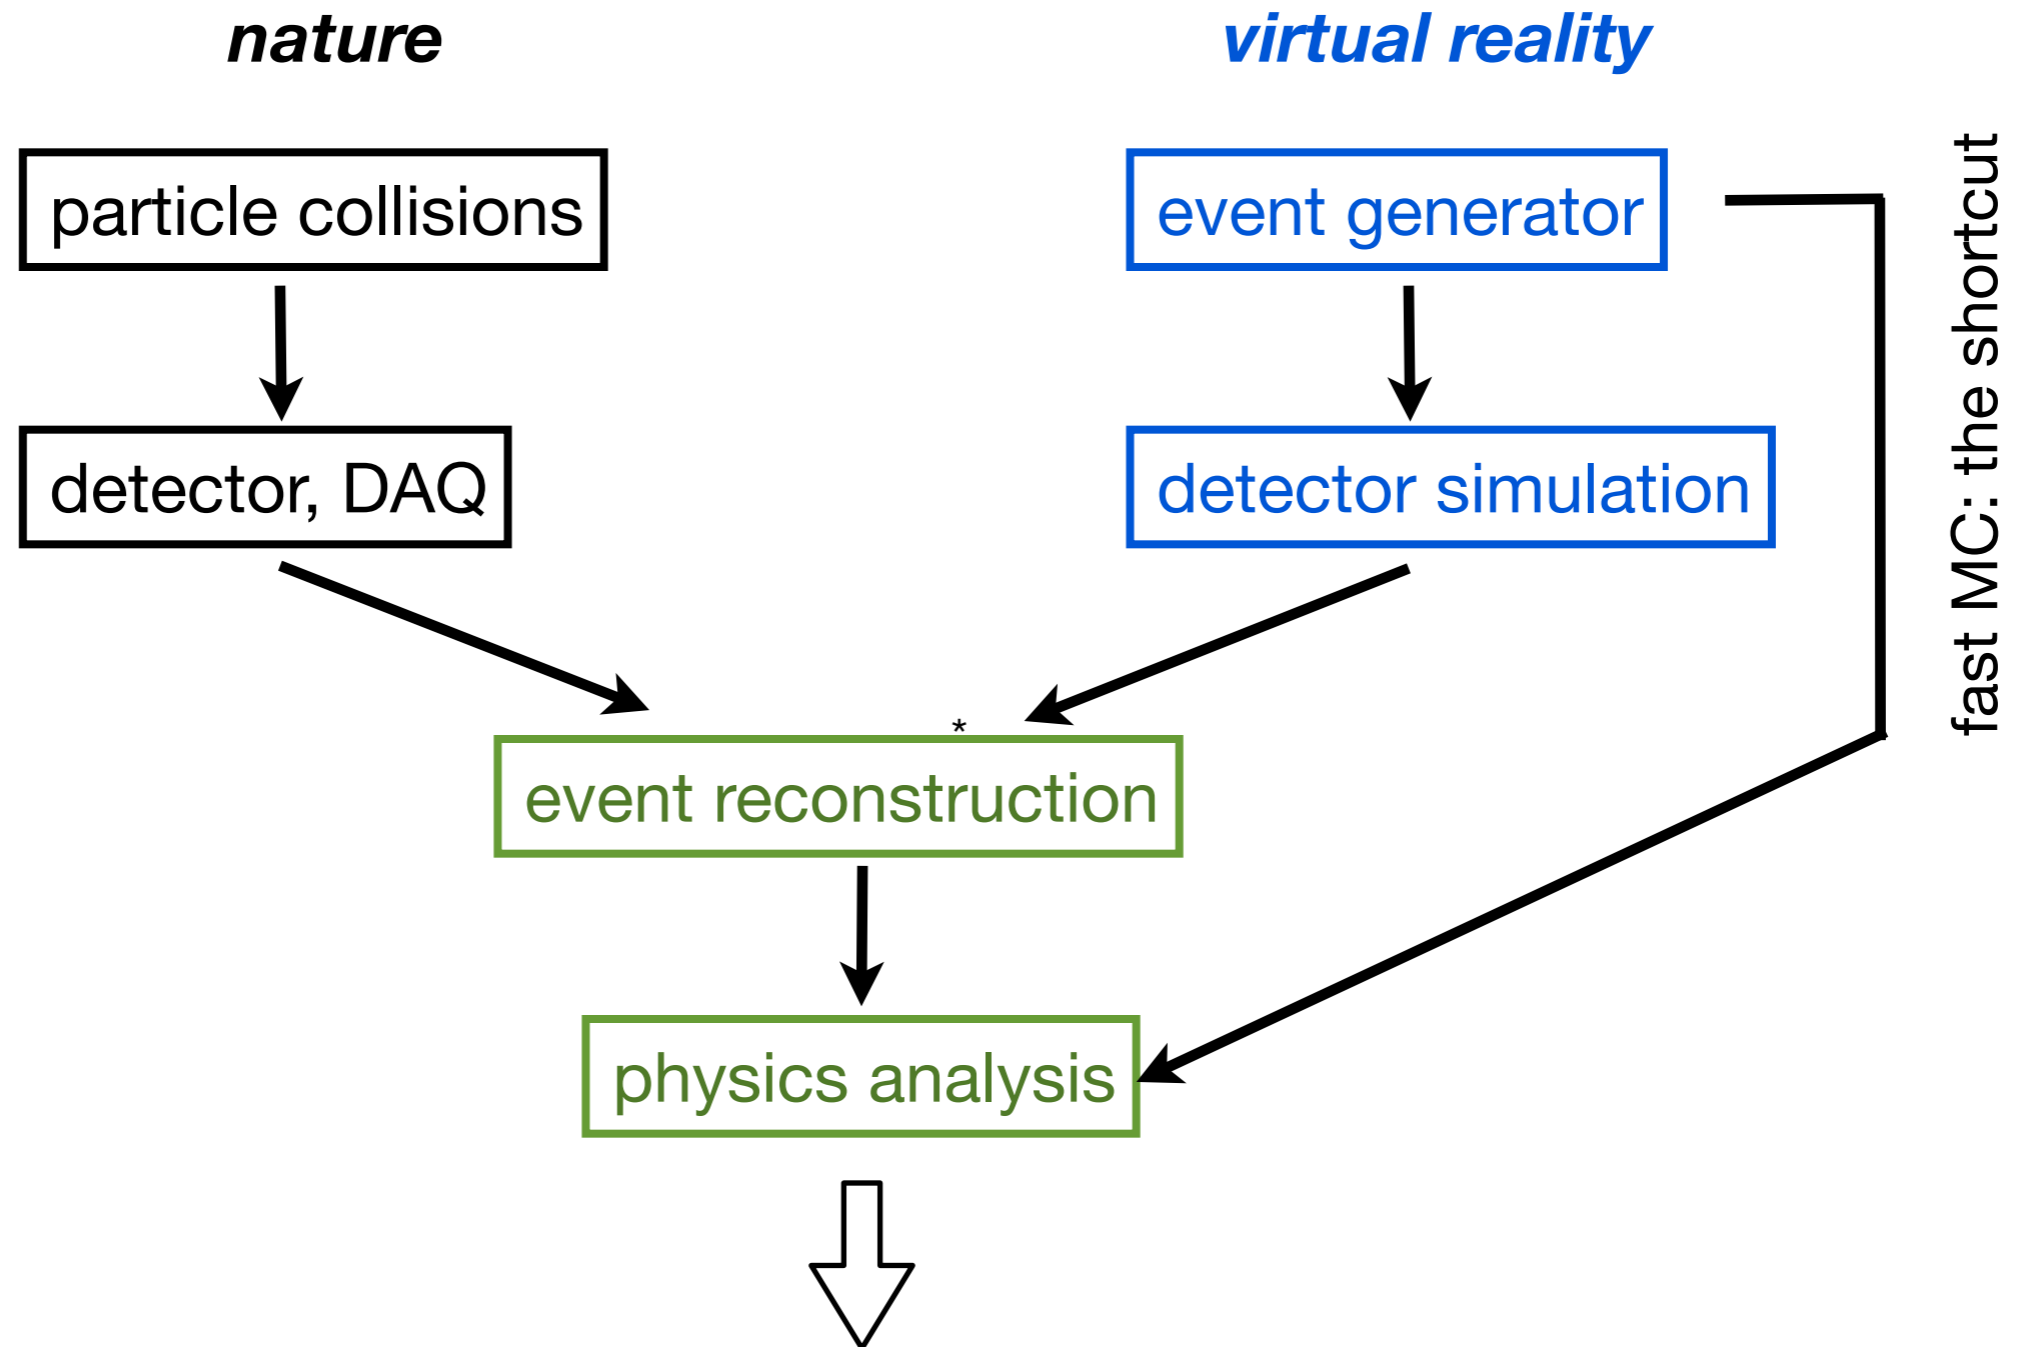 nature
virtual reality
particle collisions
event generator
fast MC: the shortcut
detector, DAQ
detector simulation
*
event reconstruction
physics analysis